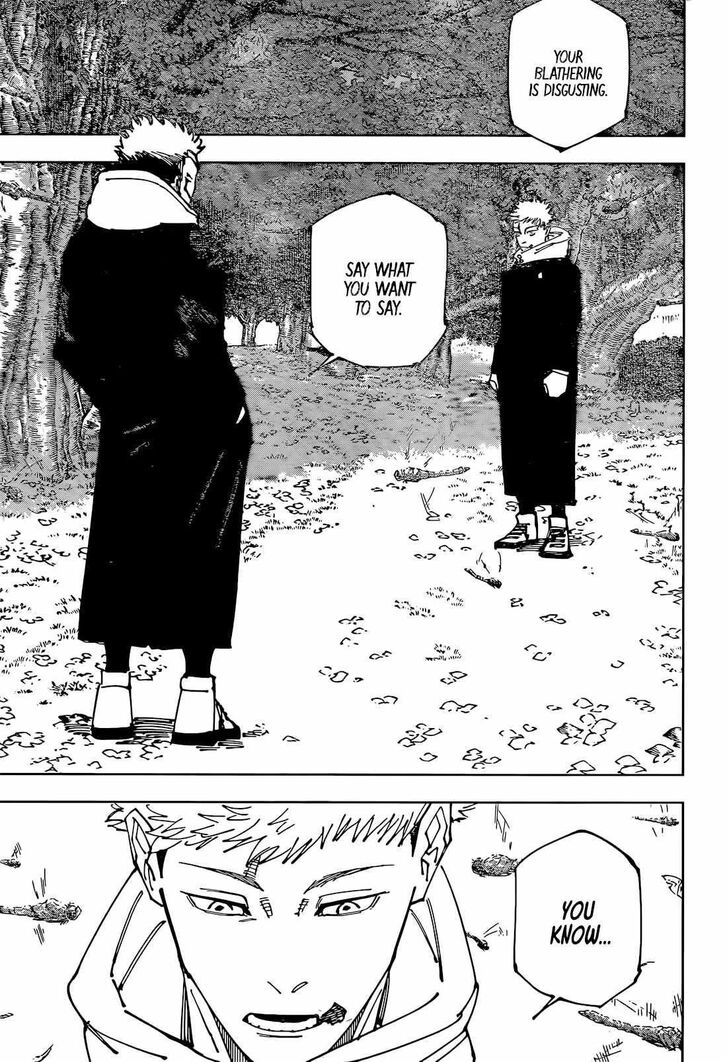 YOUR
BLATHERING
IS DISGUSTING.
SAY WHAT
YOU WANT
TO SAY.
YOU
KNOW...